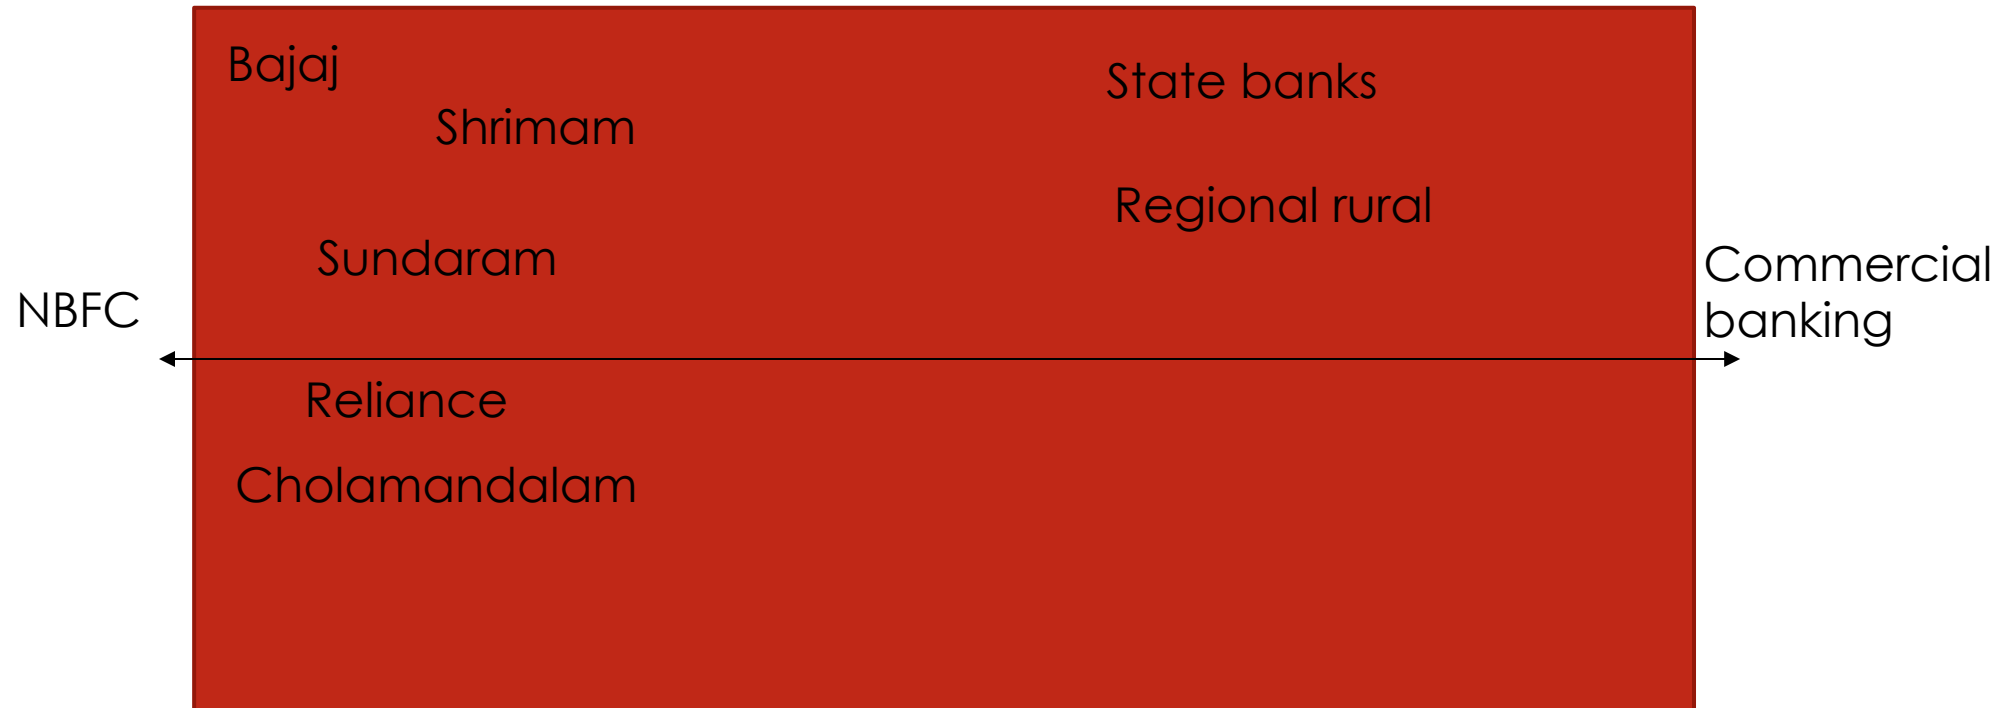 Bajaj
State banks
Shrimam
Regional rural
Sundaram
Commercial
banking
NBFC
Reliance
Cholamandalam